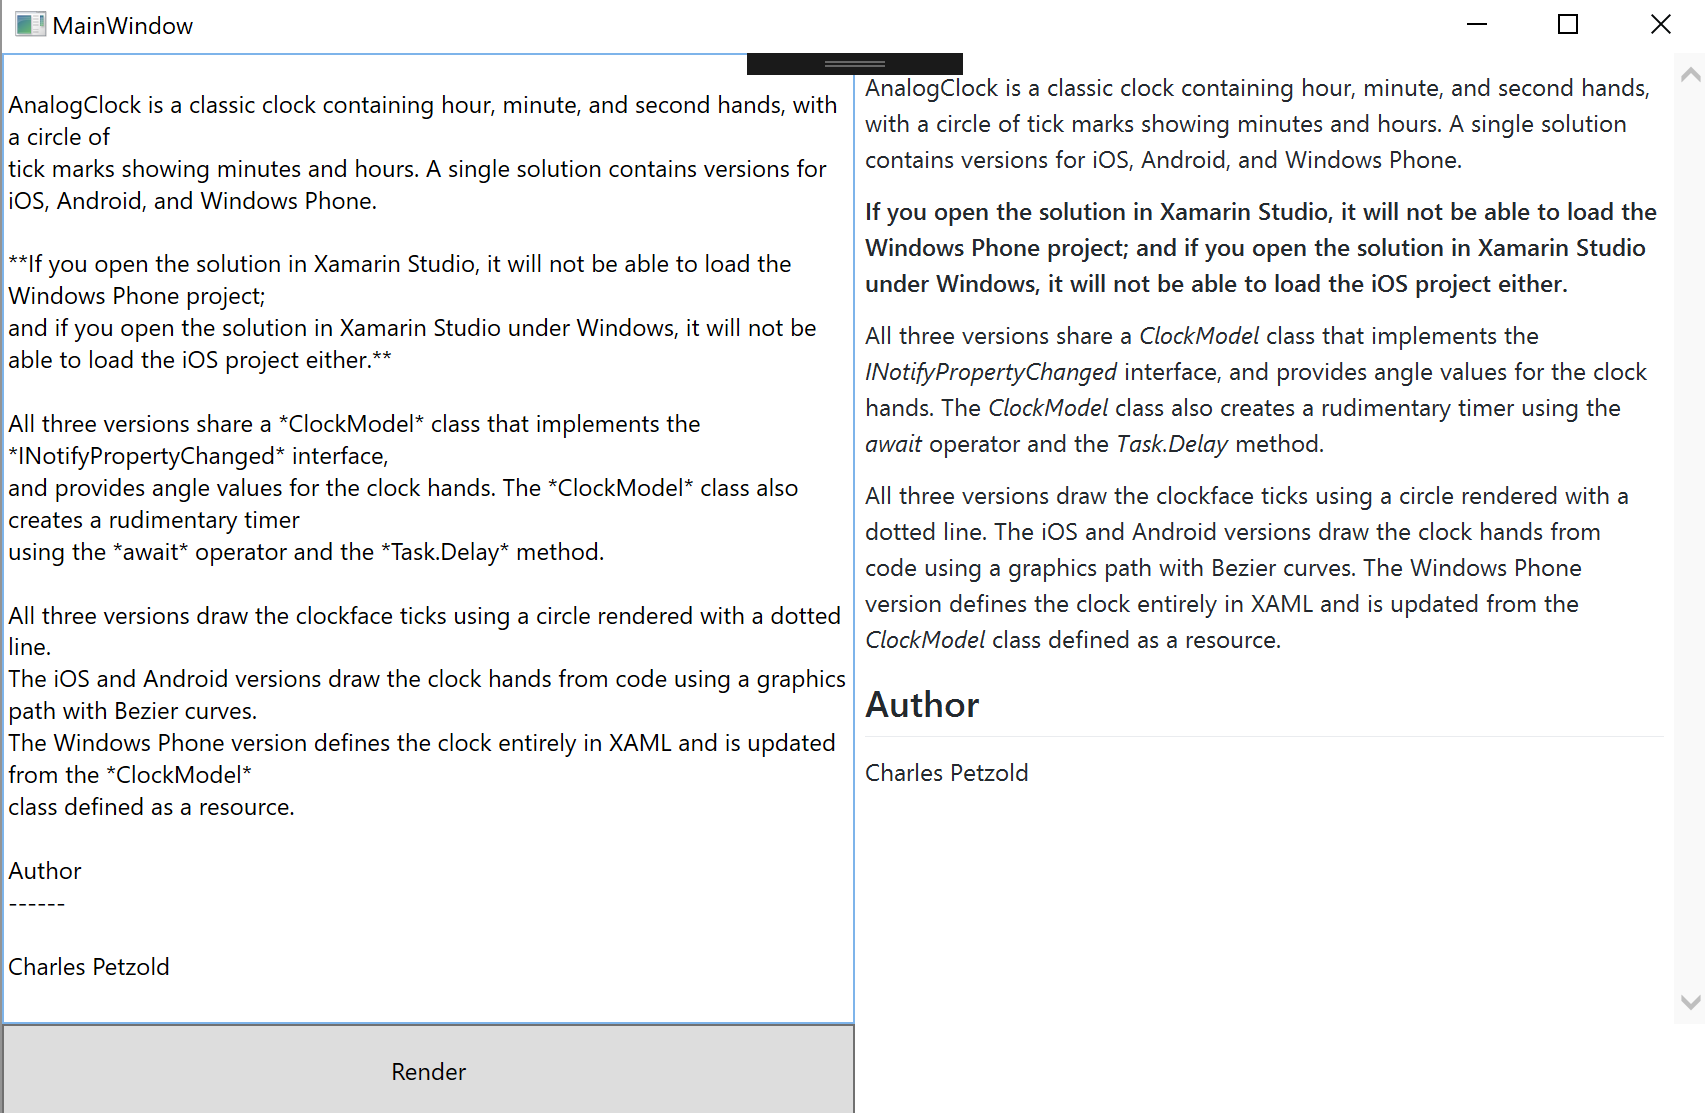 MainWindow
AnalogClock is a classic clock containing hour, minute, and second hands, with
a circle of
tick marks showing minutes and hours. A single solution contains versions for
iOS, Android, and Windows Phone.
**If you open the solution in Xamarin Studio, it will not be able to load the
Windows Phone project;
and if you open the solution in Xamarin Studio under Windows, it will not be
able to load the iOS project either.**
All three versions share a *ClockModel* class that implements the
*INotifyPropertyChanged* interface,
and provides angle values for the clock hands. The *ClockModel* class also
creates a rudimentary timer
using the *await* operator and the *Task.Delay* method.
All three versions draw the clockface ticks using a circle rendered with a dotted
line.
The iOS and Android versions draw the clock hands from code using a graphics
path with Bezier curves.
The Windows Phone version defines the clock entirely in XAML and is updated
from the *ClockModel*
class defined as a resource.
Author
------
Charles Petzold
Render
AnalogClock is a classic clock containing hour, minute, and second hands,
with a circle of tick marks showing minutes and hours. A single solution
contains versions for iOS, Android, and Windows Phone.
If you open the solution in Xamarin Studio, it will not be able to load the
Windows Phone project; and if you open the solution in Xamarin Studio
under Windows, it will not be able to load the iOS project either.
All three versions share a ClockModel class that implements the
INotifyPropertyChanged interface, and provides angle values for the clock
hands. The ClockModel class also creates a rudimentary timer using the
await operator and the Task.Delay method.
All three versions draw the clockface ticks using a circle rendered with a
dotted line. The iOS and Android versions draw the clock hands from
code using a graphics path with Bezier curves. The Windows Phone
version defines the clock entirely in XAML and is updated from the
ClockModel class defined as a resource.
Author
Charles Petzold